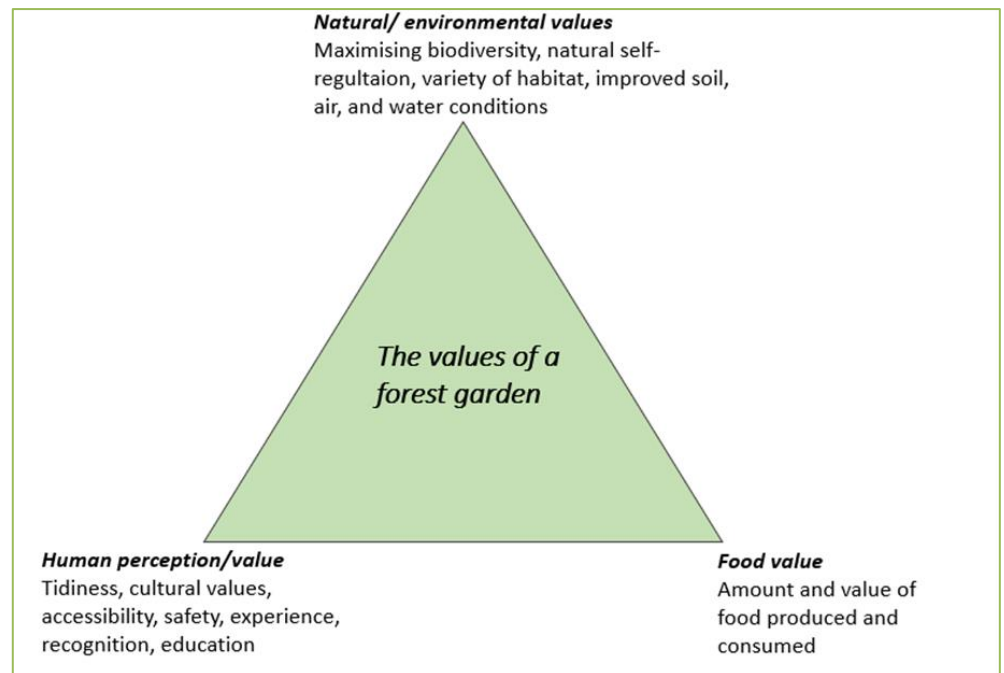 Natural/ environmental values
Maximising biodiversity, natural self-
regultaion, variety of habitat, improved soil,
air, and water conditions
The values of a
forest garden
Human perception/value
Tidiness, cultural values,
accessibility, safety, experience,
recognition, education
Food value
Amount and value of
food produced and
consumed